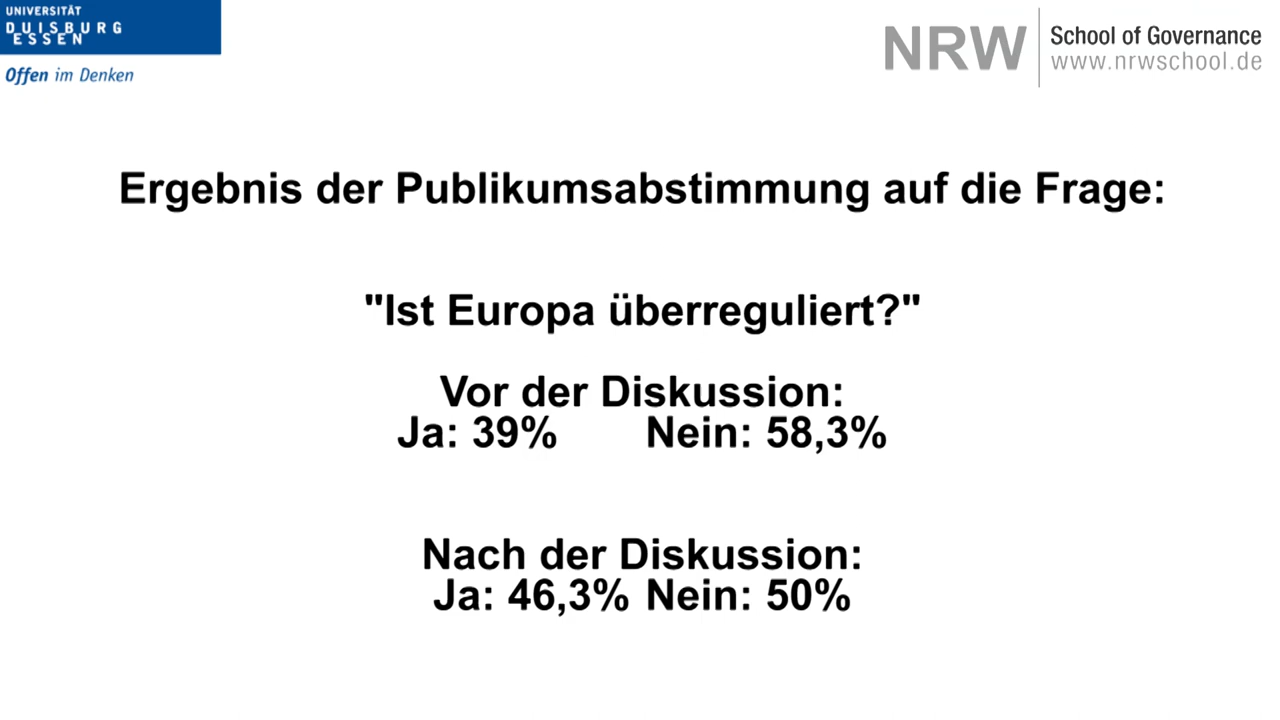 UNIVERSITÄT
DUISBURG
ESSEN
Offen im Denken
NRW
School of Governance
www.nrwschool.de
Ergebnis der Publikumsabstimmung auf die Frage:
"Ist Europa überreguliert?"
Vor der Diskussion:
Ja: 39% Nein: 58,3%
Nach der Diskussion:
Ja: 46,3% Nein: 50%